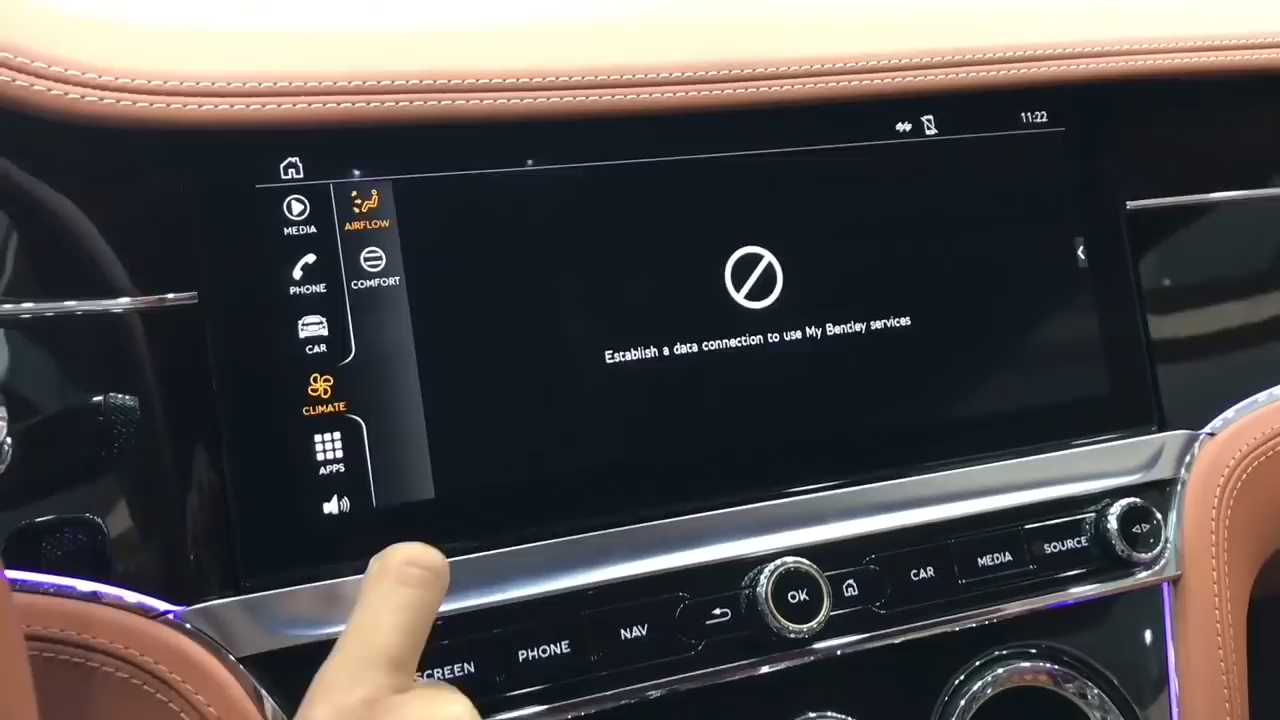 11:22
MEDIA
AIRFLOW
PHONE
COMFORT
CAR
CLIMATE
APPS
Establish a data connection to use My Bentley services
SCREEN
PHONE
NAV
OK
CAR
MEDIA
SOURCE